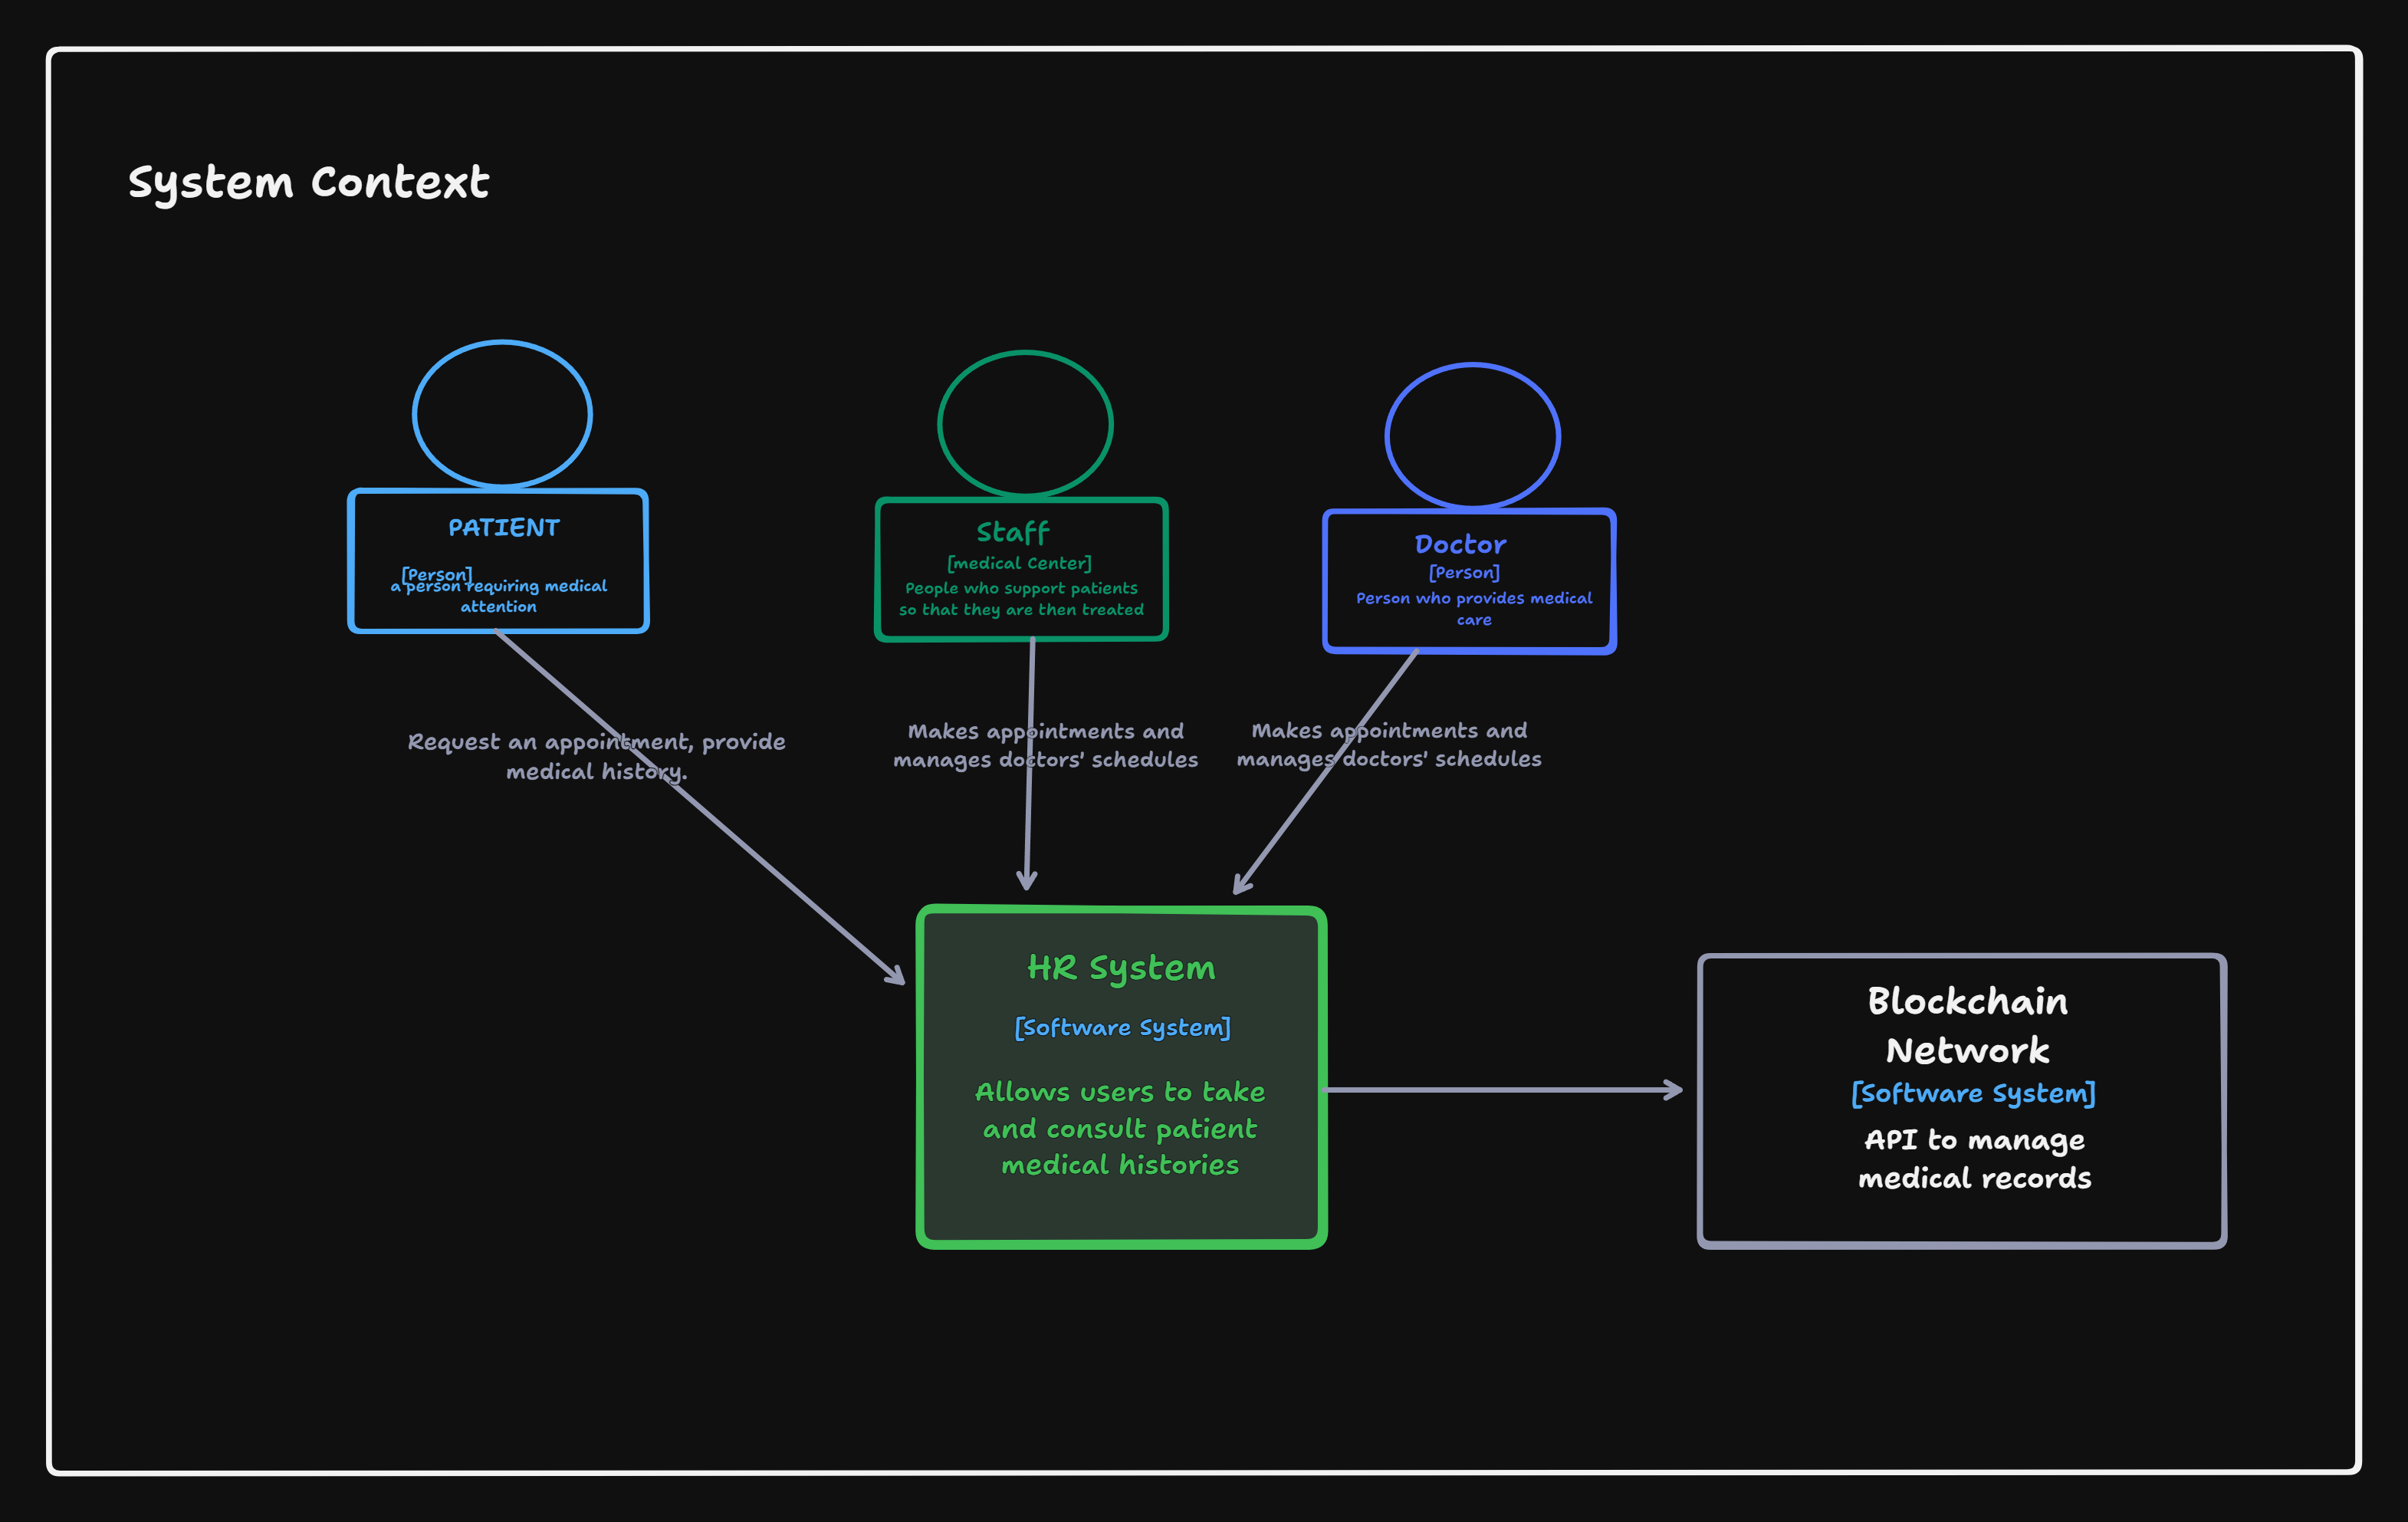 System Context
PATIENT
[Person]
a person requiring medical
attention
Staff
[medical Center]
People who support patients
so that they are then treated
Doctor
[Person]
Person who provides medical
care
Request an appointment, provide
medical history.
Makes appointments and
manages doctors' schedules
Makes appointments and
manages doctors' schedules
HR System
[Software System]
Allows users to take
and consult patient
medical histories
Blockchain
Network
[Software System]
API to manage
medical records